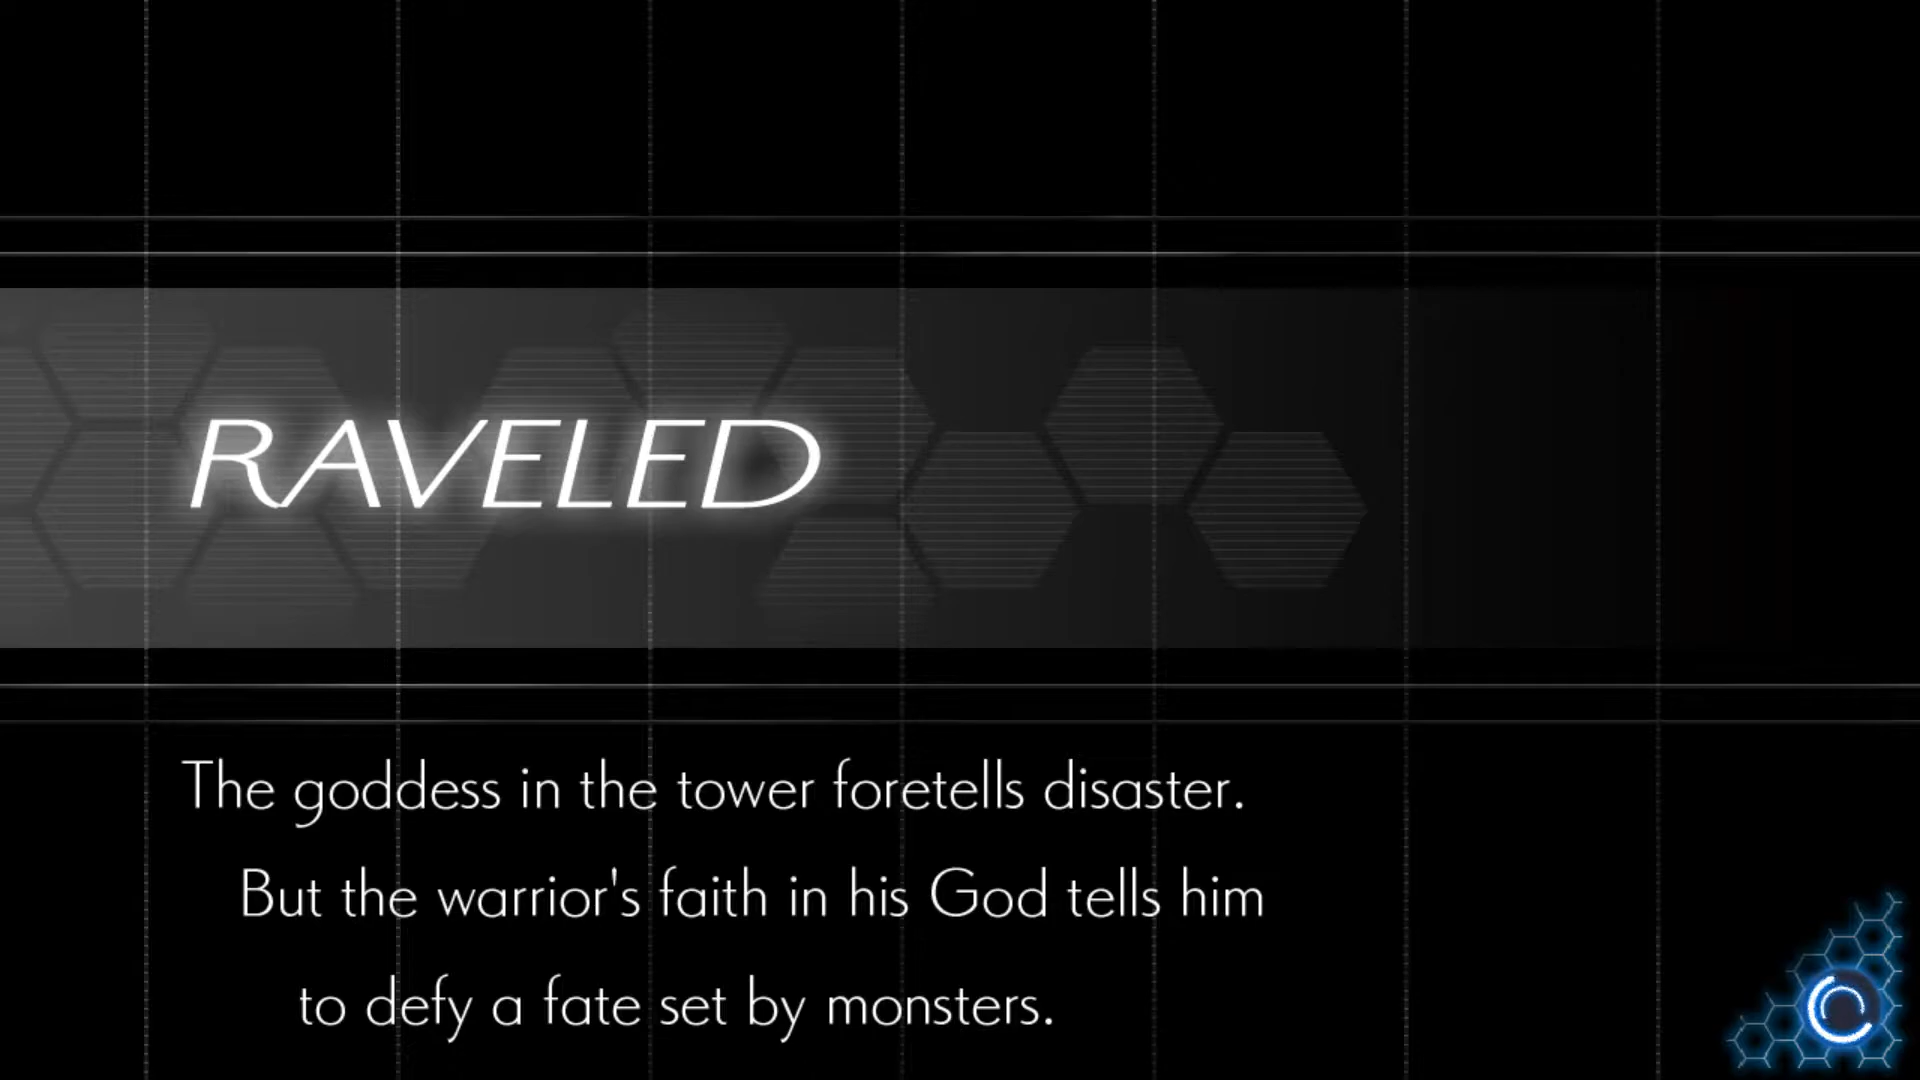 RAVELED
The goddess in the tower foretells disaster.
But the warrior's faith in his God tells him
to defy a fate set by monsters.